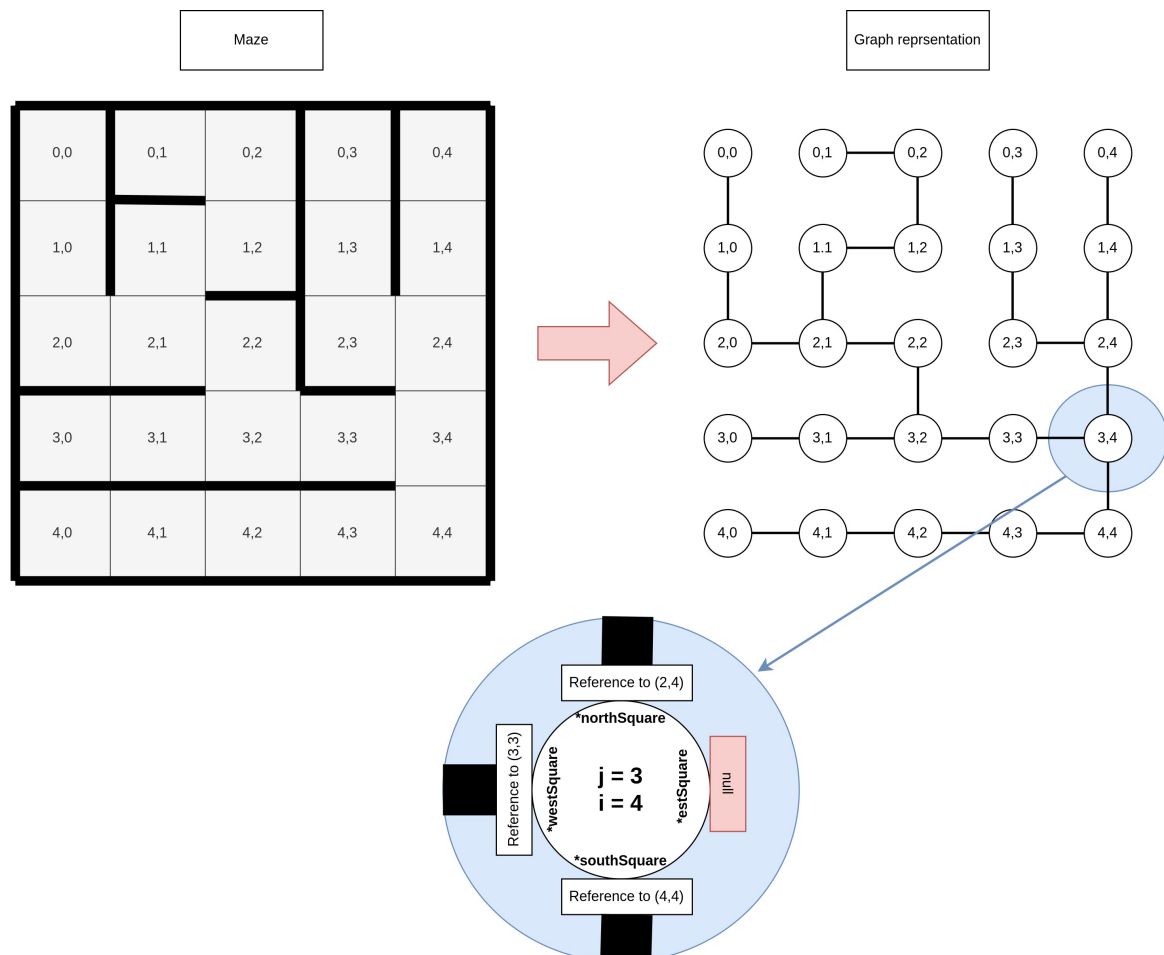 Maze
Graph reprsentation
0,0 0,1 0,2 0,3 0,4
1,0 1,1 1,2 1,3 1,4
2,0 2,1 2,2 2,3 2,4
3,0 3,1 3,2 3,3 3,4
4,0 4,1 4,2 4,3 4,4
0,0 0,1 0,2 0,3 0,4
1,0 1.1 1,2 1,3 1,4
2,0 2,1 2,2 2,3 2,4
3,0 3,1 3,2 3,3 3,4
4,0 4,1 4,2 4,3 4,4
Reference to (2,4)
*northSquare
Reference to (3,3)
*westSquare
j = 3
i = 4
*estSquare
null
*southSquare
Reference to (4,4)